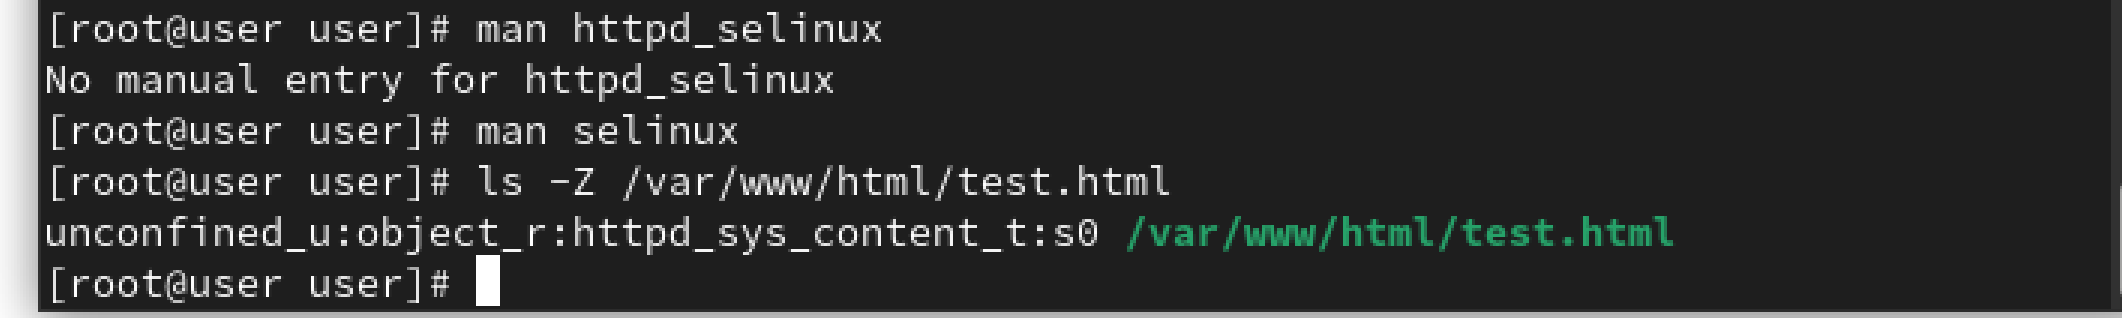 [root@user user]# man httpd_selinux
No manual entry for httpd_selinux
[root@user user]# man selinux
[root@user user]# ls -Z /var/www/html/test.html
unconfined_u:object_r:httpd_sys_content_t:s0 /var/www/html/test.html
[root@user user]#